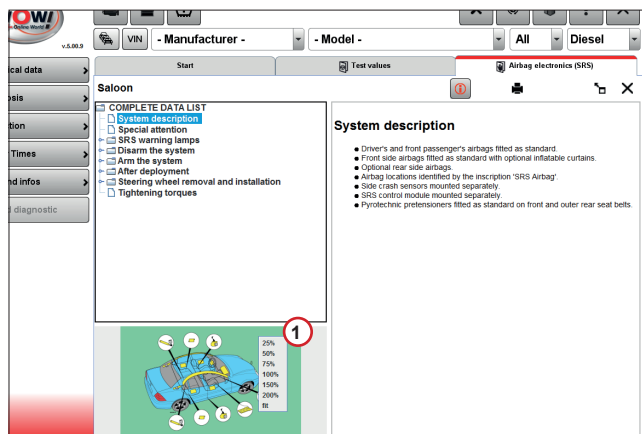 WOW!
Online World
v.5.00.9
VIN
- Manufacturer -
- Model -
All
Diesel
ical data
osis
tion
Times
nd infos
d diagnostic
Start
Test values
Airbag electronics (SRS)
Saloon
COMPLETE DATA LIST
System description
Special attention
SRS warning lamps
Disarm the system
Arm the system
After deployment
Steering wheel removal and installation
Tightening torques
System description
Driver's and front passenger's airbags fitted as standard.
Front side airbags fitted as standard with optional inflatable curtains.
Optional rear side airbags.
Airbag locations identified by the inscription 'SRS Airbag'.
Side crash sensors mounted separately.
SRS control module mounted separately.
Pyrotechnic pretensioners fitted as standard on front and outer rear seat belts.
1
25%
50%
75%
100%
150%
200%
fit